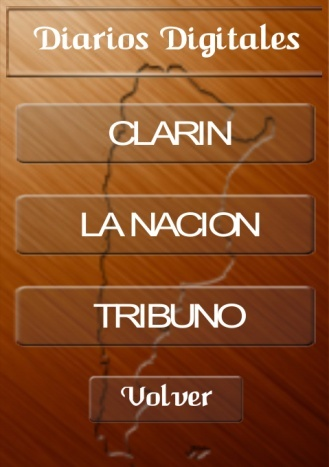 Diarios Digitales
CLARIN
LA NACION
TRIBUNO
Volver